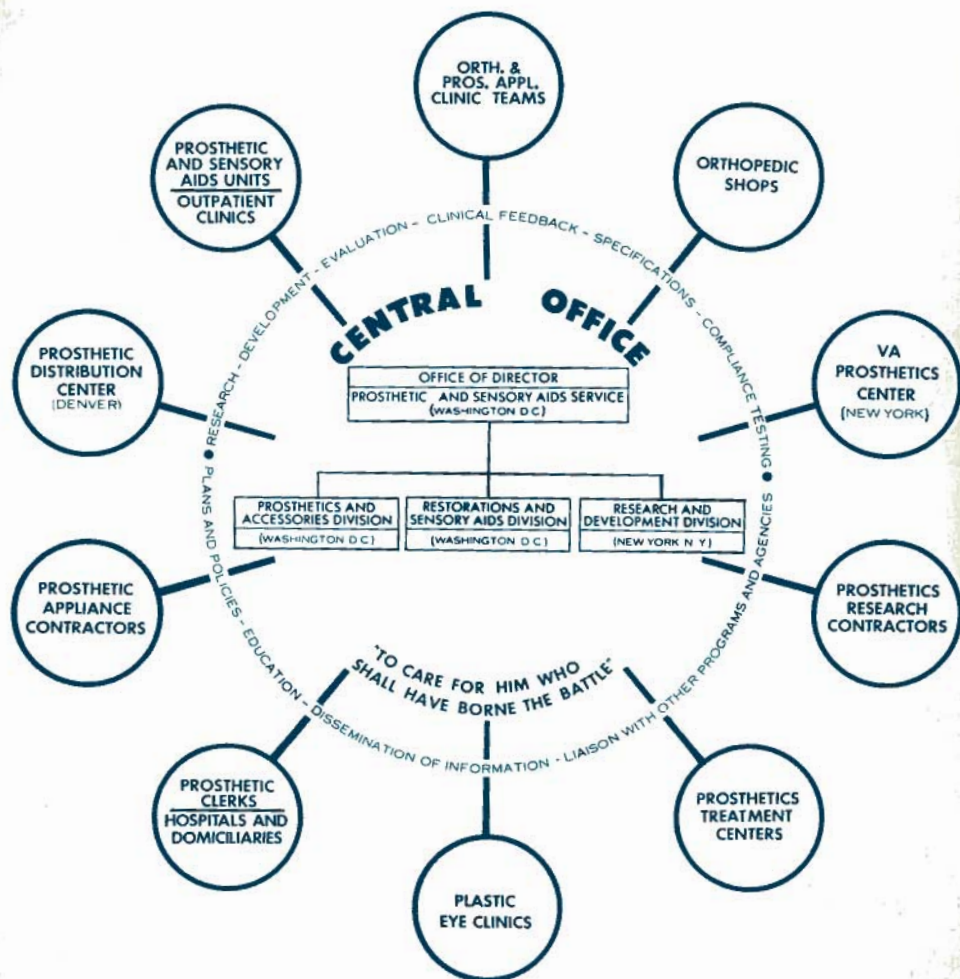 ORTH. &
PROS. APPL.
CLINIC TEAMS
PROSTHETIC
AND SENSORY
AIDS UNITS
OUTPATIENT
CLINICS
ORTHOPEDIC
SHOPS
PROSTHETIC
DISTRIBUTION
CENTER
(DENVER)
VA
PROSTHETICS
CENTER
(NEW YORK)
• RESEARCH - DEVELOPMENT - EVALUATION - CLINICAL FEEDBACK - SPECIFICATIONS - COMPLIANCE TESTING •
CENTRAL OFFICE
OFFICE OF DIRECTOR
PROSTHETIC AND SENSORY AIDS SERVICE
(WASHINGTON D C)
PROSTHETICS AND
ACCESSORIES DIVISION
(WASHINGTON D C)
RESTORATIONS AND
SENSORY AIDS DIVISION
(WASHINGTON D C)
RESEARCH AND
DEVELOPMENT DIVISION
(NEW YORK N Y)
"TO CARE FOR HIM WHO
SHALL HAVE BORNE THE BATTLE"
PLANS AND POLICIES - EDUCATION - DISSEMINATION OF INFORMATION - LIAISON WITH OTHER PROGRAMS AND AGENCIES
PROSTHETIC
APPLIANCE
CONTRACTORS
PROSTHETICS
RESEARCH
CONTRACTORS
PROSTHETIC
CLERKS
HOSPITALS AND
DOMICILIARIES
PROSTHETICS
TREATMENT
CENTERS
PLASTIC
EYE CLINICS